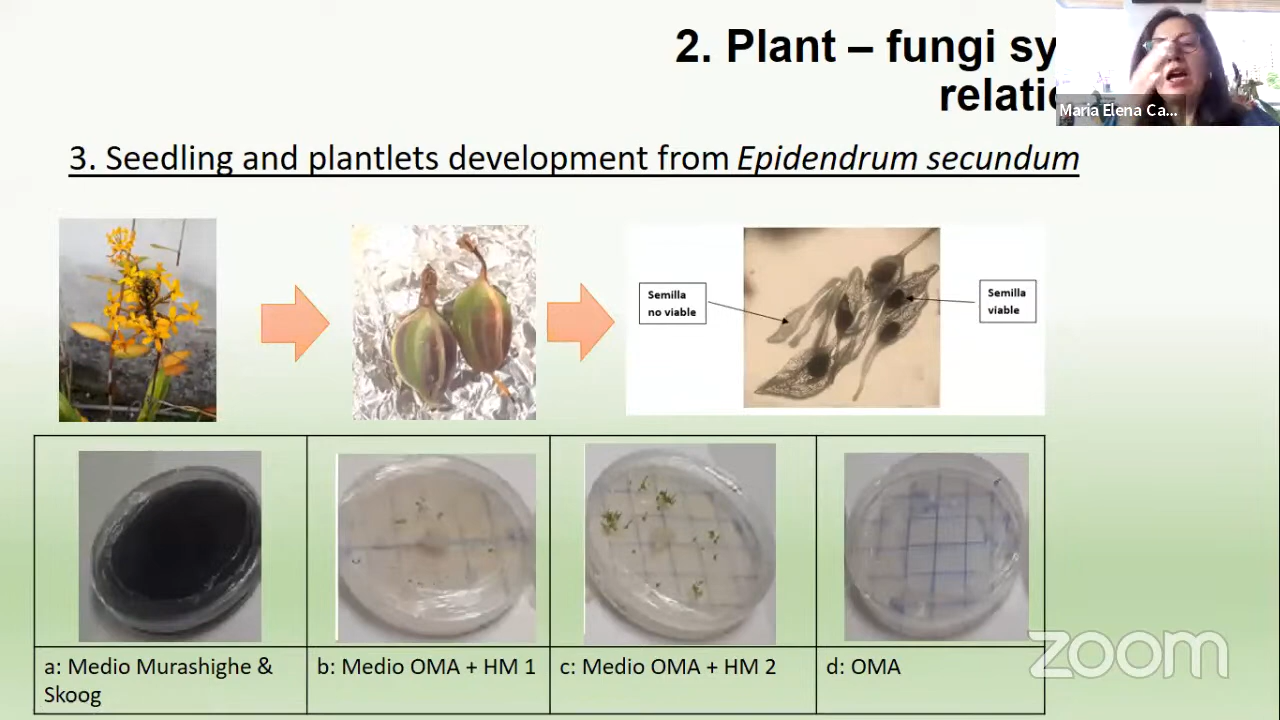 2. Plant – fungi
relatio
Maria Elena Ca...
3. Seedling and plantlets development from Epidendrum secundum
Semilla
no viable
Semilla
viable
a: Medio Murashighe &
Skoog
b: Medio OMA + HM 1
c: Medio OMA + HM 2
d: OMA
zoom